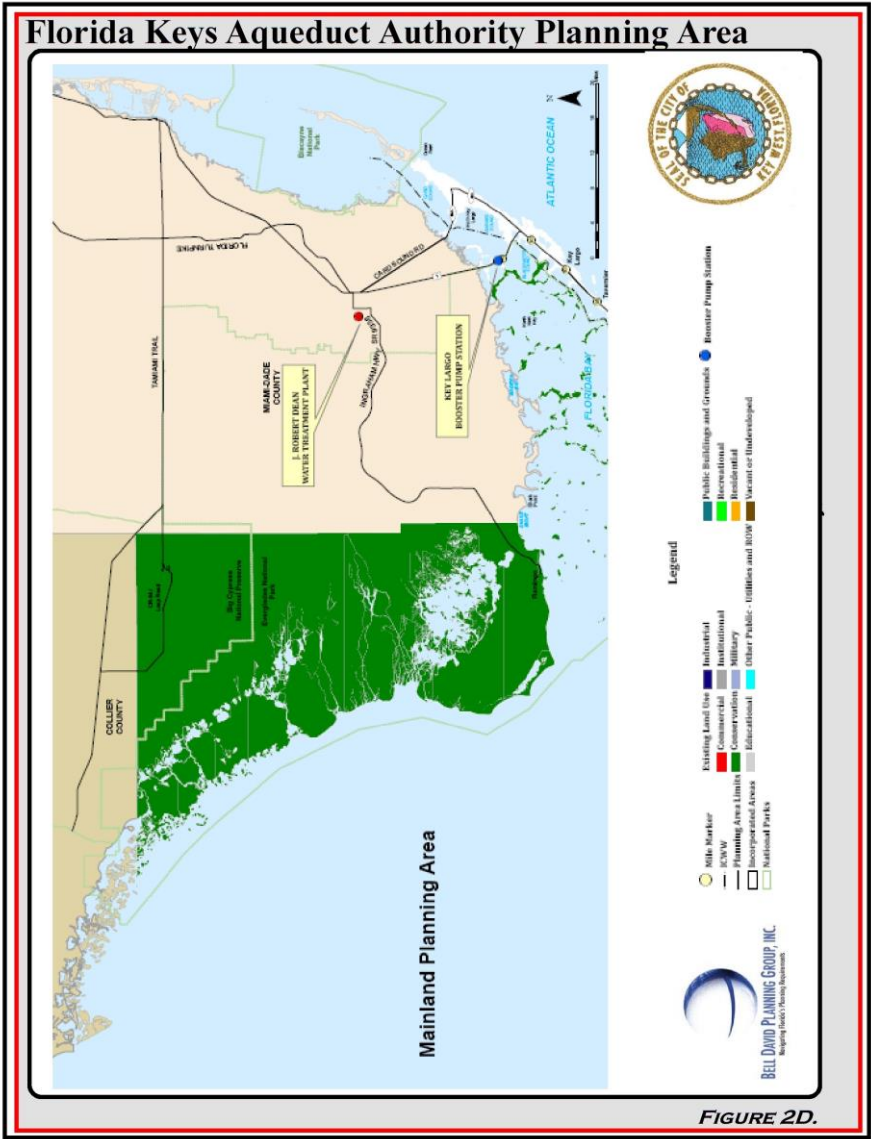 Florida Keys Aqueduct Authority Planning Area
Mainland Planning Area
COLLIER
COUNTY
TAMIAMI TRAIL
MIAMI-DADE
COUNTY
FLORIDA TURNPIKE
Biscayne
National
Park
Big Cypress
National Preserve
Everglades National
Park
J. ROBERT DEAN
WATER TREATMENT PLANT
INGRAHAM HWY
CARD SOUND RD
KEY LARGO
BOOSTER PUMP STATION
FLORIDA BAY
ATLANTIC OCEAN
Key
Largo
Tavernier
N
SEAL OF THE CITY OF
KEY WEST, FLORIDA
Legend
Mile Marker
ICWW
Planning Area Limits
Incorporated Areas
National Parks
Existing Land Use
Commercial
Conservation
Educational
Industrial
Institutional
Military
Other Public - Utilities and ROW
Public Buildings and Grounds
Recreational
Residential
Vacant or Undeveloped
Booster Pump Station
BELL DAVID PLANNING GROUP, INC.
Navigating Florida's Planning Requirements
FIGURE 2D.